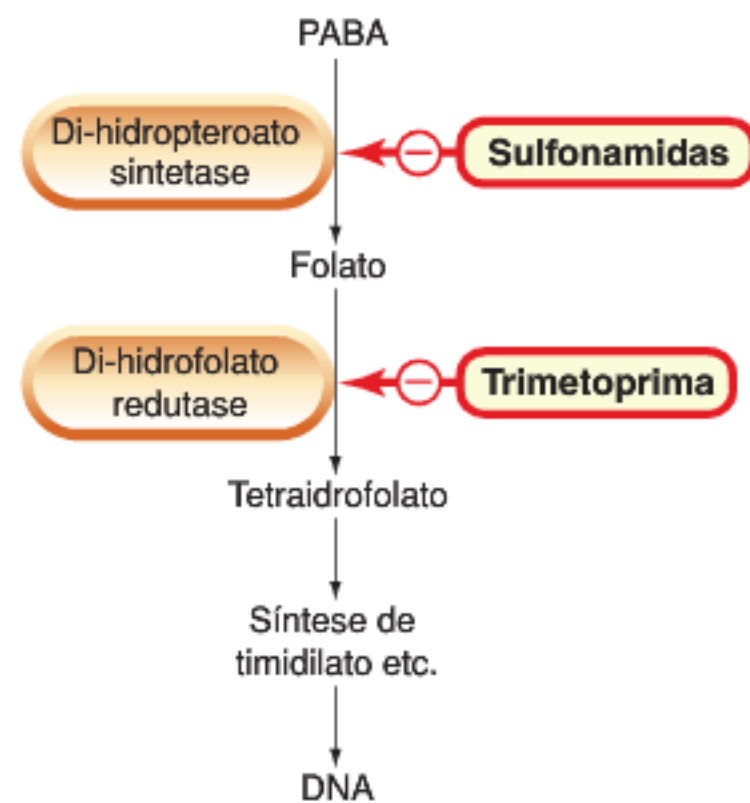 PABA
Di-hidropteroato
sintetase
Sulfonamidas
Folato
Di-hidrofolato
redutase
Trimetoprima
Tetraidrofolato
Síntese de
timidilato etc.
DNA